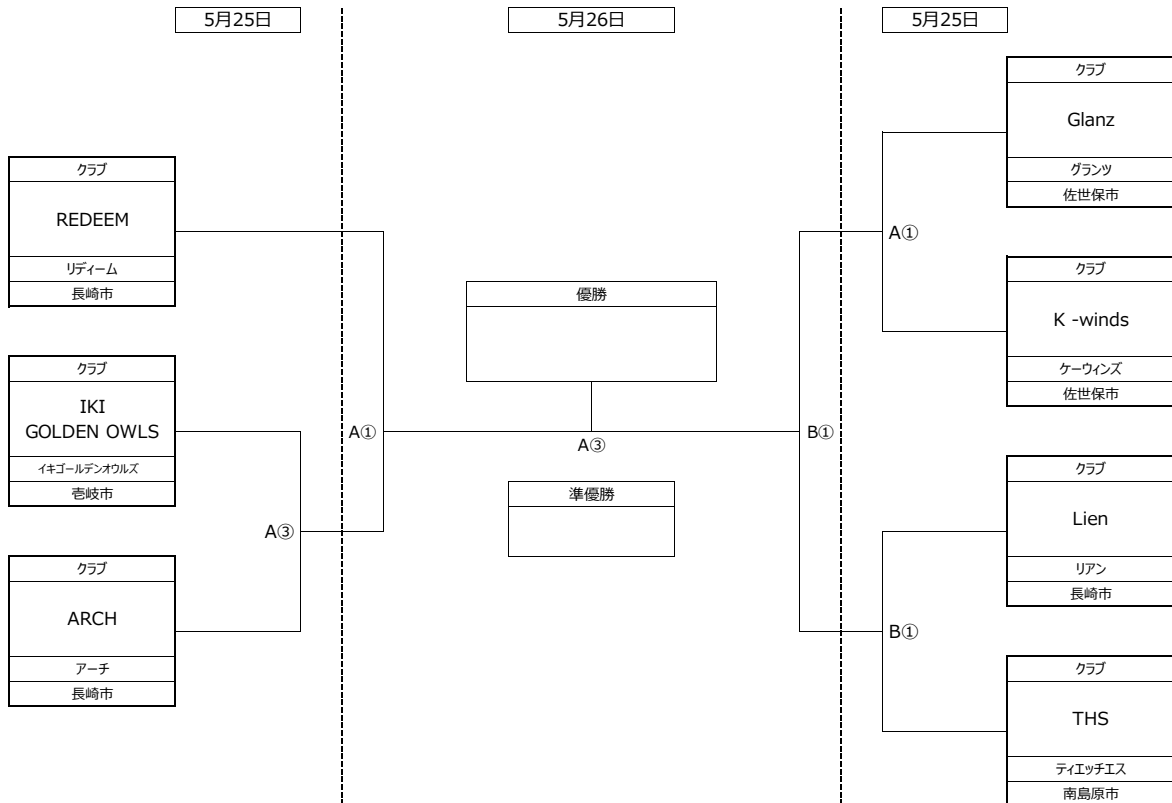 5月25日
5月26日
5月25日
クラブ
REDEEM
リディーム
長崎市
クラブ
IKI
GOLDEN OWLS
イキゴールデンオウルズ
壱岐市
クラブ
ARCH
アーチ
長崎市
A③
A①
優勝
A③
準優勝
B①
A①
B①
クラブ
Glanz
グランツ
佐世保市
クラブ
K -winds
ケーウィンズ
佐世保市
クラブ
Lien
リアン
長崎市
クラブ
THS
ティエッチエス
南島原市